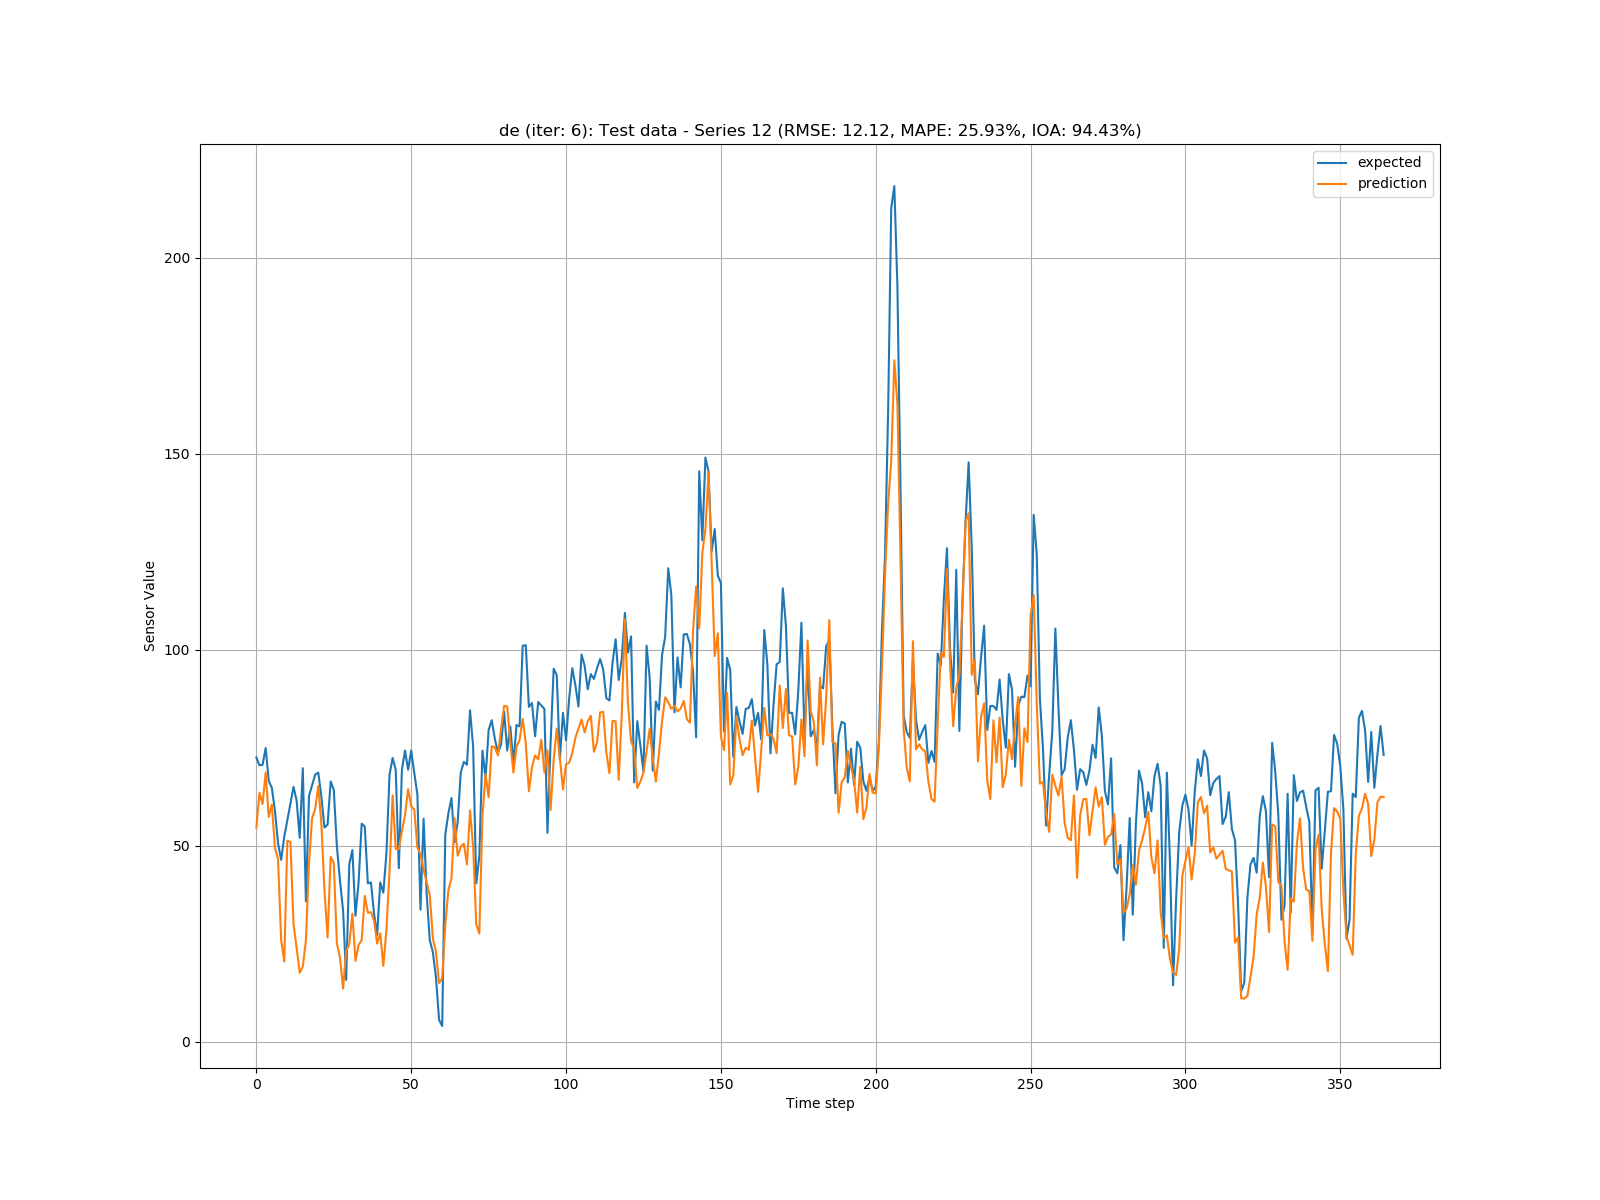 de (iter: 6): Test data - Series 12 (RMSE: 12.12, MAPE: 25.93%, IOA: 94.43%)
expected
prediction
200
150
100
50
0
Sensor Value
0 50 100 150 200 250 300 350
Time step